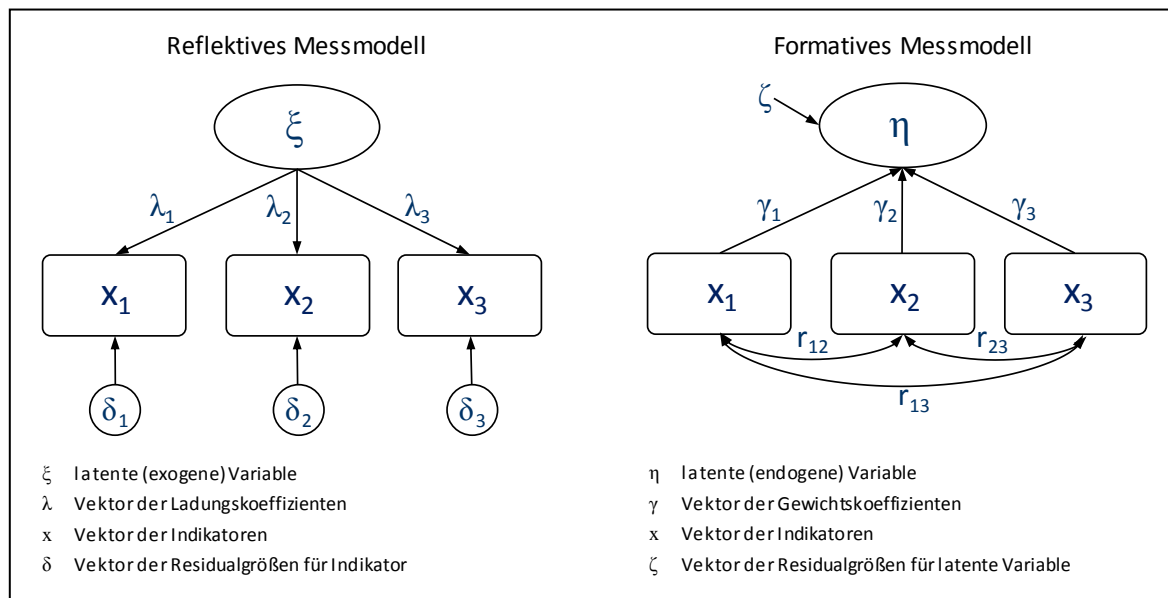 Reflektives Messmodell
ξ
λ1 λ2 λ3
x1 x2 x3
δ1 δ2 δ3
ξ latente (exogene) Variable
λ Vektor der Ladungskoeffizienten
x Vektor der Indikatoren
δ Vektor der Residualgrößen für Indikator
Formatives Messmodell
ζ
η
γ1 γ2 γ3
x1 x2 x3
r12 r23
r13
η latente (endogene) Variable
γ Vektor der Gewichtskoeffizienten
x Vektor der Indikatoren
ζ Vektor der Residualgrößen für latente Variable